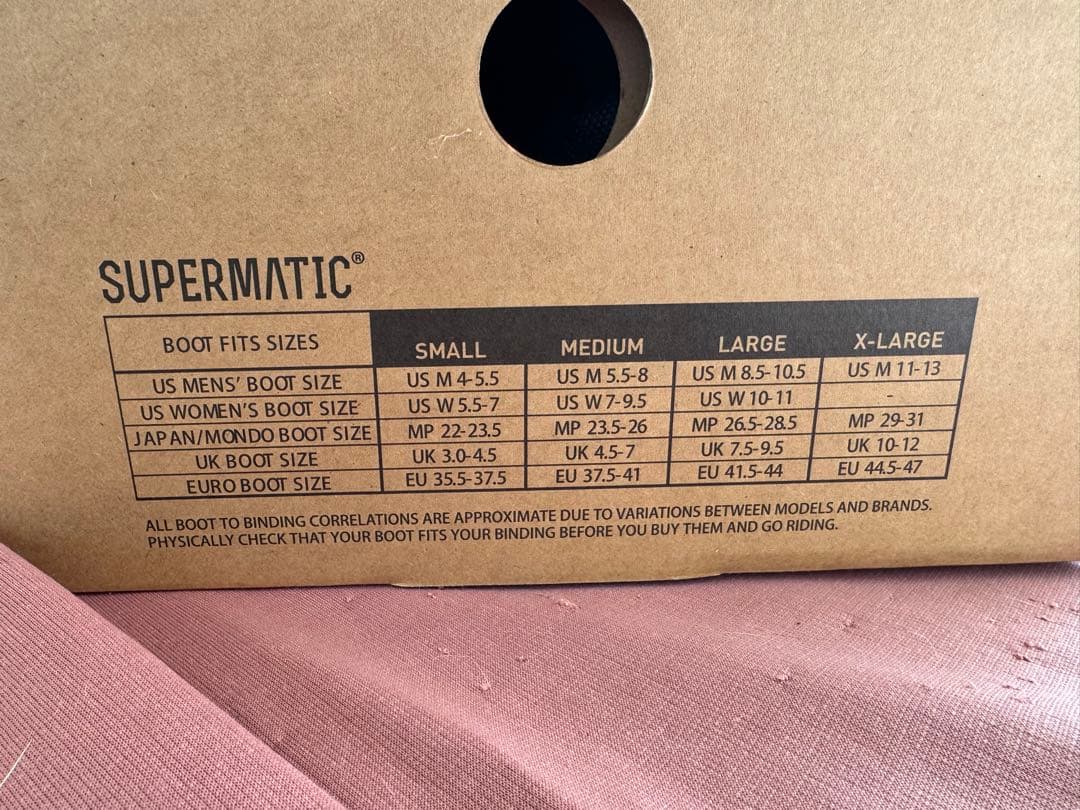 SUPERMATIC®
BOOT FITS SIZES SMALL MEDIUM LARGE X-LARGE
US MENS' BOOT SIZE US M 4-5.5 US M 5.5-8 US M 8.5-10.5 US M 11-13
US WOMEN'S BOOT SIZE US W 5.5-7 US W 7-9.5 US W 10-11 -
JAPAN/MONDO BOOT SIZE MP 22-23.5 MP 23.5-26 MP 26.5-28.5 MP 29-31
UK BOOT SIZE UK 3.0-4.5 UK 4.5-7 UK 7.5-9.5 UK 10-12
EURO BOOT SIZE EU 35.5-37.5 EU 37.5-41 EU 41.5-44 EU 44.5-47
ALL BOOT TO BINDING CORRELATIONS ARE APPROXIMATE DUE TO VARIATIONS BETWEEN MODELS AND BRANDS.
PHYSICALLY CHECK THAT YOUR BOOT FITS YOUR BINDING BEFORE YOU BUY THEM AND GO RIDING.